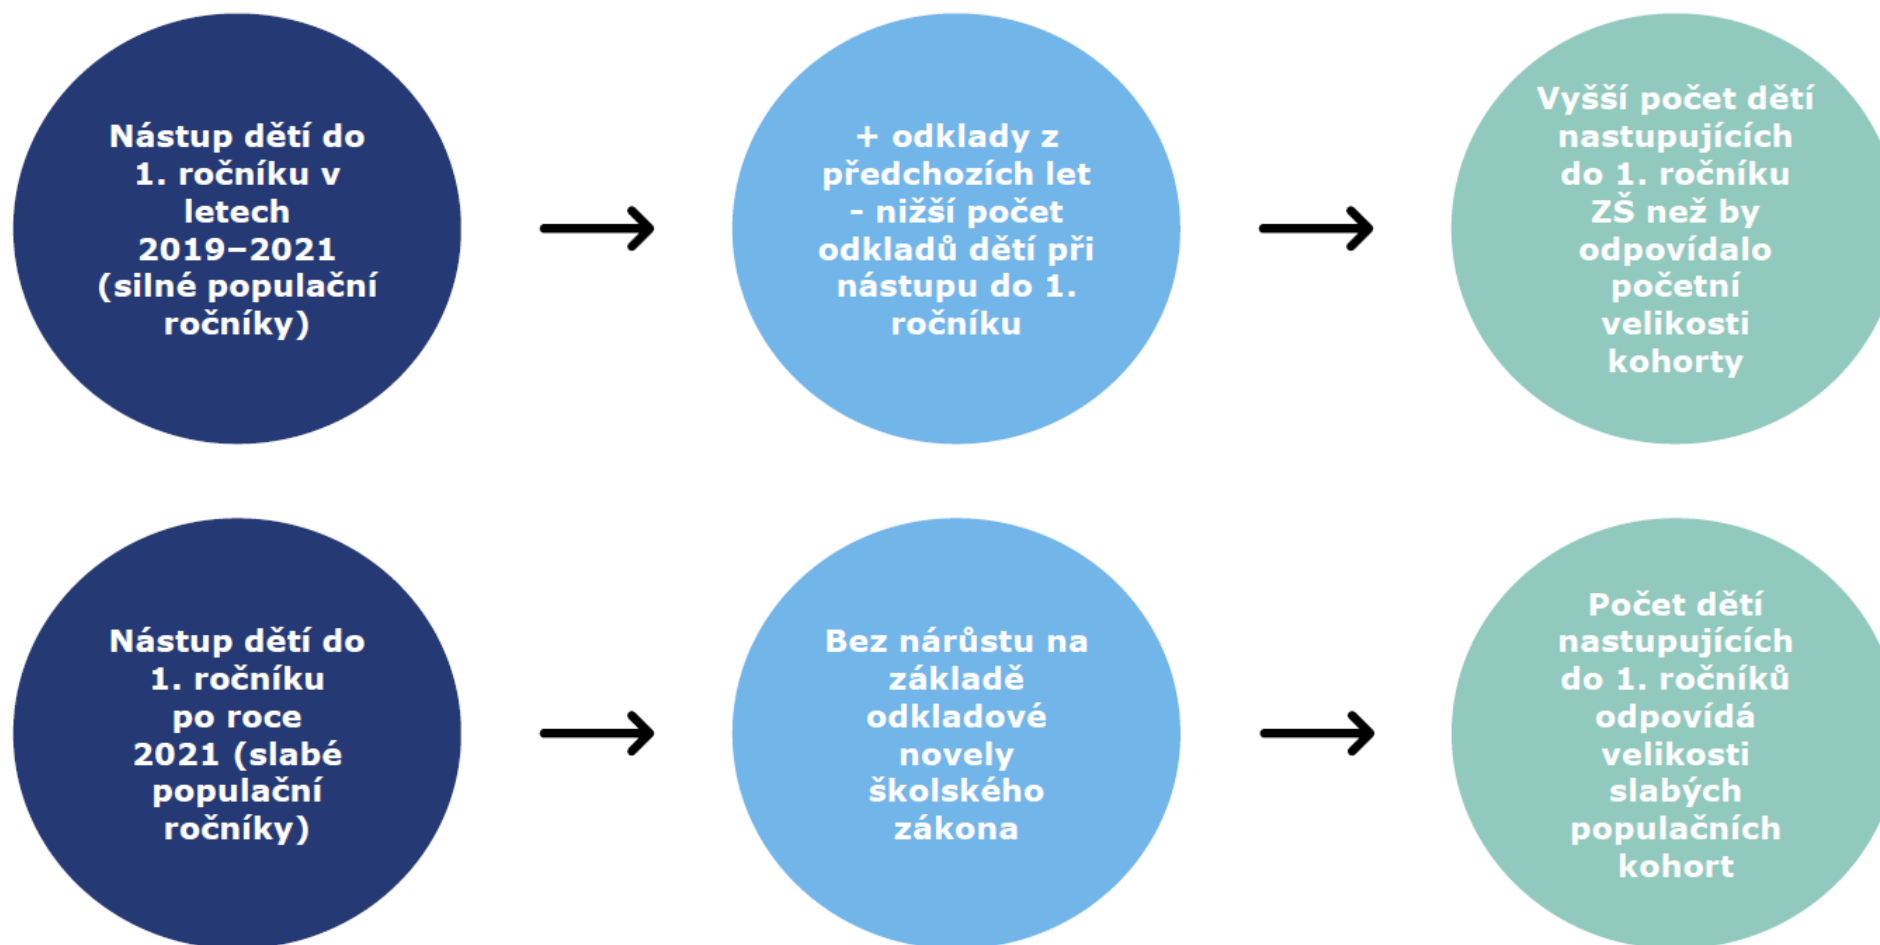 Nástup dětí do
1. ročníku v
letech
2019–2021
(silné populační
ročníky)
+ odklady z
předchozích let
– nižší počet
odkladů dětí při
nástupu do 1.
ročníku
Vyšší počet dětí
nastupujících
do 1. ročníku
ZŠ než by
odpovídalo
početní
velikosti
kohorty
Nástup dětí do
1. ročníku
po roce
2021 (slabé
populační
ročníky)
Bez nárůstu na
základě
odkladové
novely
školského
zákona
Počet dětí
nastupujících
do 1. ročníků
odpovídá
velikosti
slabých
populačních
kohort